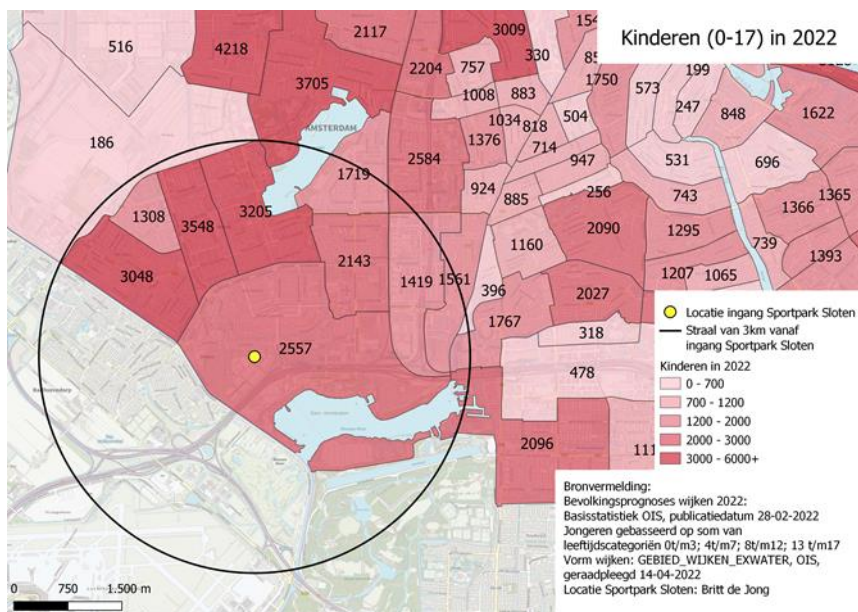 Kinderen (0-17) in 2022
516
4218
2117
3009
330
154
85
1750
573
199
247
848
1622
3705
2204
757
1008
883
504
1034
818
714
1376
531
696
186
AMSTERDAM
1719
2584
947
924
885
256
743
1366
1365
1308
3548
3205
1160
2090
1295
739
1393
3048
2143
1419
1561
396
1207
1065
2027
1767
318
2557
478
2096
111
Locatie ingang Sportpark Sloten
Straal van 3km vanaf
ingang Sportpark Sloten
Kinderen in 2022
0 - 700
700 - 1200
1200 - 2000
2000 - 3000
3000 - 6000+
Bronvermelding:
Bevolkingsprognoses wijken 2022:
Basisstatistiek OIS, publicatiedatum 28-02-2022
Jongeren gebasseerd op som van
leeftijdscategoriën 0t/m3; 4t/m7; 8t/m12; 13 t/m17
Vorm wijken: GEBIED_WIJKEN_EXWATER, OIS,
geraadpleegd 14-04-2022
Locatie Sportpark Sloten: Britt de Jong
0 750 1.500 m